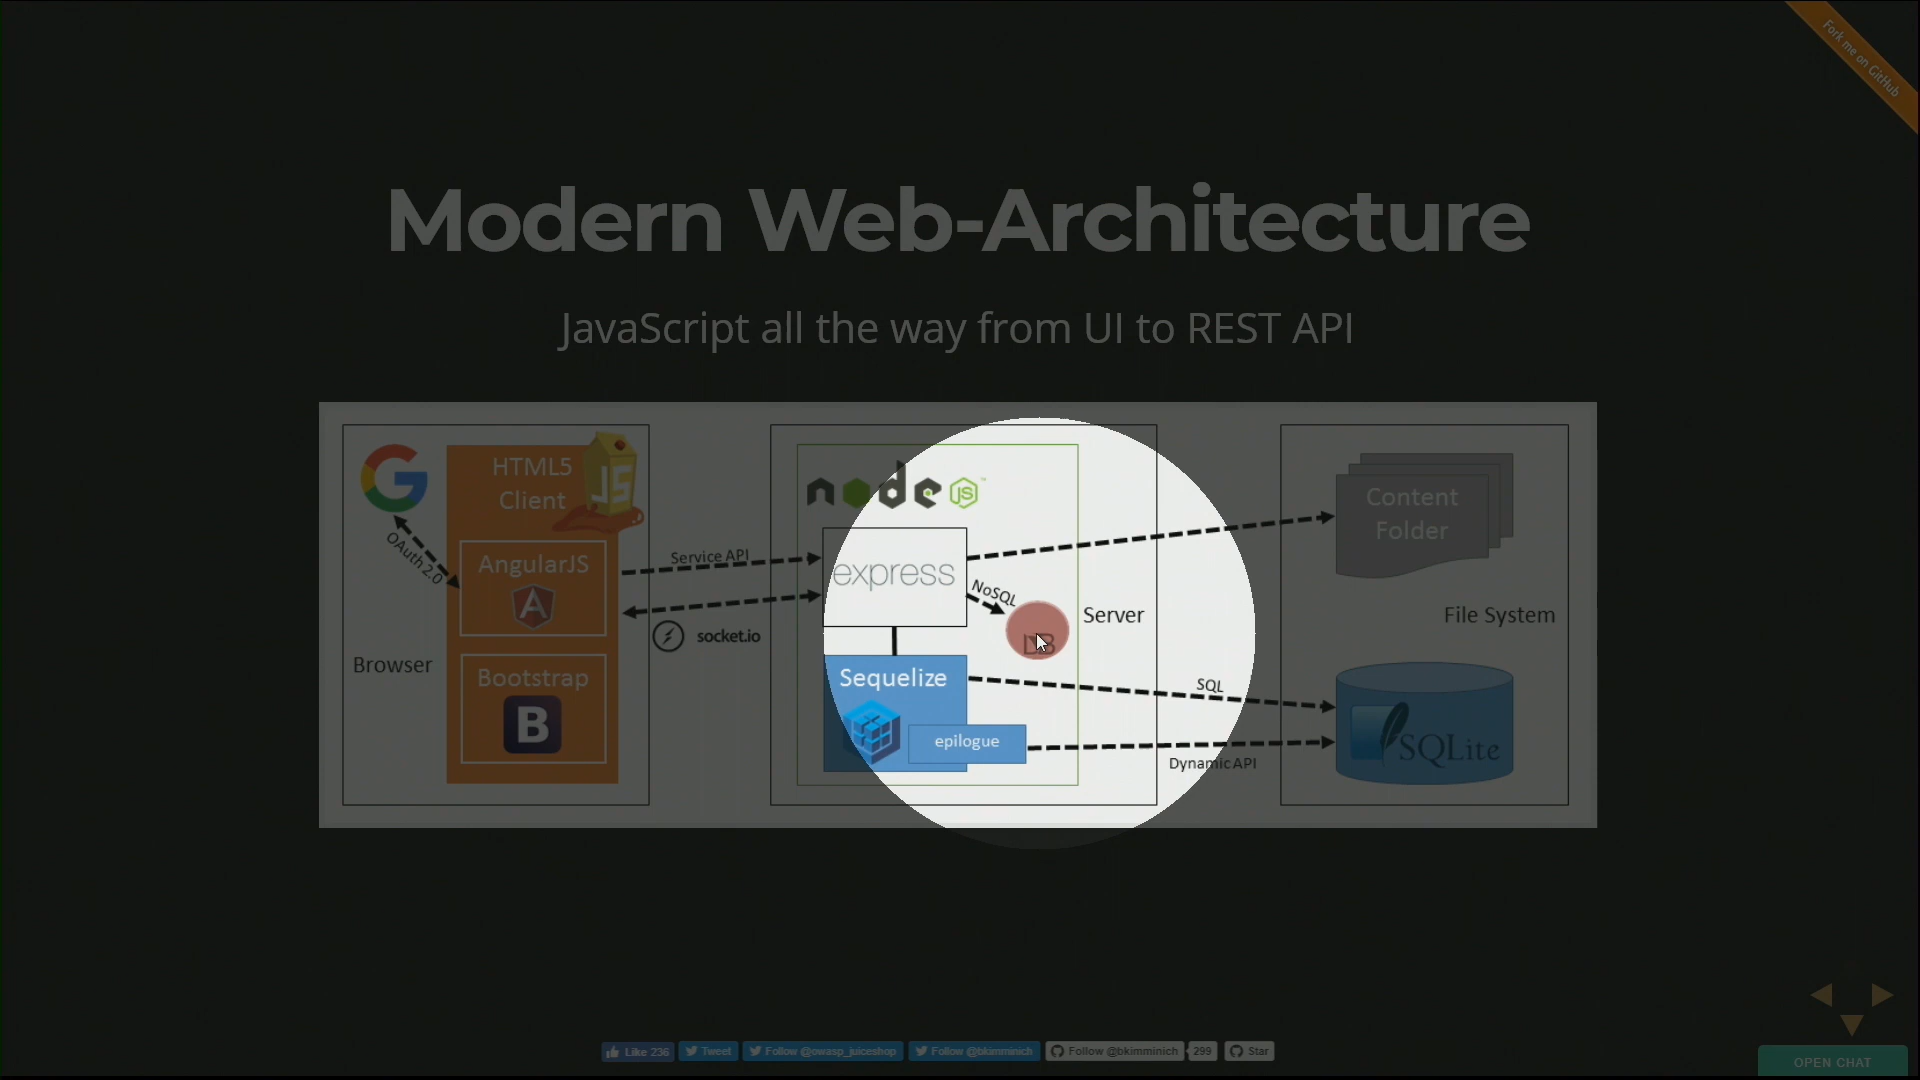 Fork me on GitHub
Modern Web-Architecture
JavaScript all the way from UI to REST API
HTML5
Client
JS
OAuth 2.0
AngularJS
A
Browser
Bootstrap
B
Service API
socket.io
node
JS
express
NoSQL
DB
Server
Sequelize
epilogue
SQL
Dynamic API
Content
Folder
File System
SQLite
Like 236
Tweet
Follow @owasp_juiceshop
Follow @bkimminich
Follow @bkimminich
299
Star
OPEN CHAT